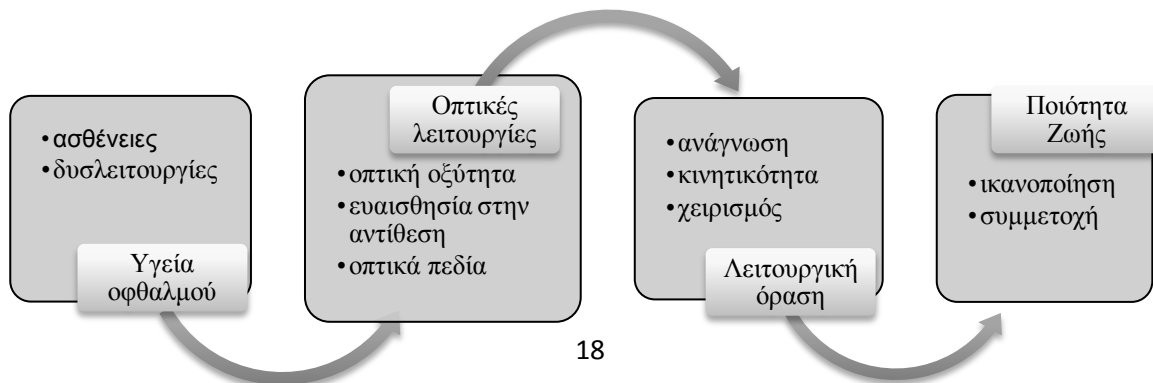 • ασθένειες
• δυσλειτουργίες
Υγεία
οφθαλμού
Οπτικές
λειτουργίες
• οπτική οξύτητα
• ευαισθησία στην
αντίθεση
• οπτικά πεδία
• ανάγνωση
• κινητικότητα
• χειρισμός
Λειτουργική
όραση
Ποιότητα
Ζωής
• ικανοποίηση
• συμμετοχή
18